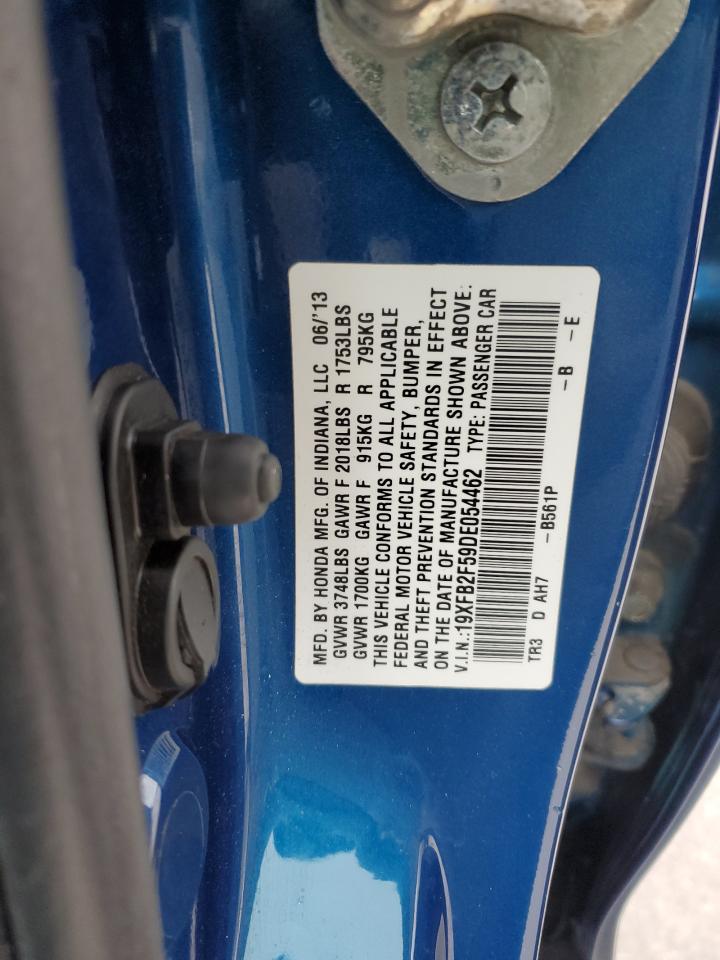 MFD. BY HONDA MFG. OF INDIANA, LLC 06/'13
GVWR 3748LBS GAWR F 2018LBS R 1753LBS
GVWR 1700KG GAWR F 915KG R 795KG
THIS VEHICLE CONFORMS TO ALL APPLICABLE
FEDERAL MOTOR VEHICLE SAFETY, BUMPER,
AND THEFT PREVENTION STANDARDS IN EFFECT
ON THE DATE OF MANUFACTURE SHOWN ABOVE.
V.I.N.:19XFB2F59DE054462 TYPE: PASSENGER CAR
TR3 D AH7 -B561P -B -E